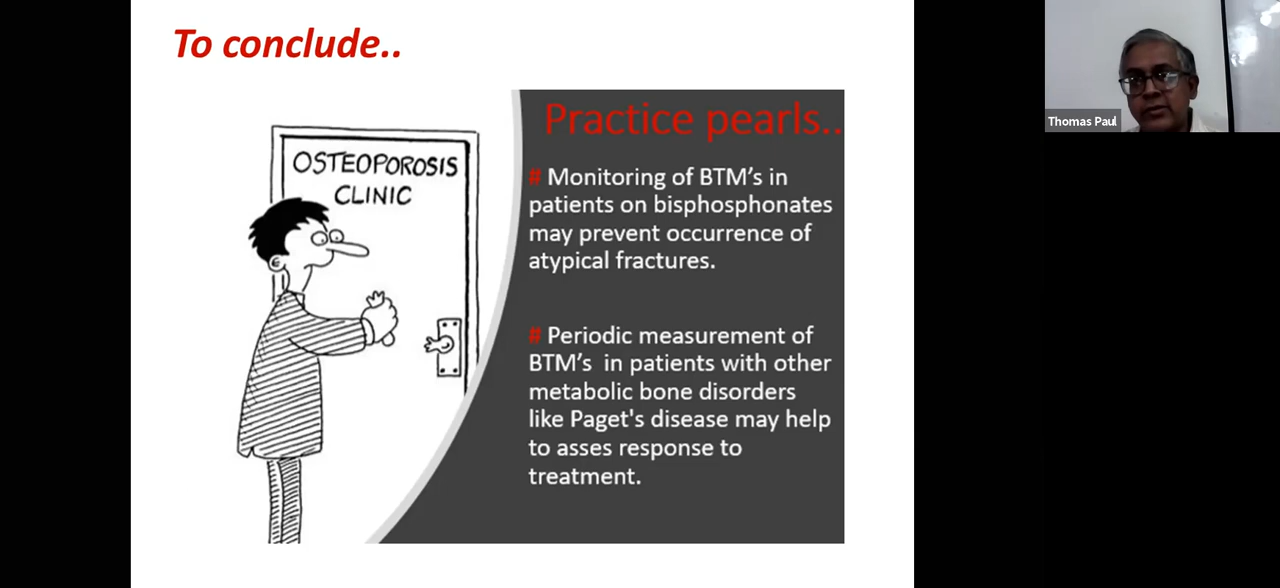 To conclude..
OSTEOPOROSIS
CLINIC
Practice pearls..
# Monitoring of BTM’s in
patients on bisphosphonates
may prevent occurrence of
atypical fractures.
# Periodic measurement of
BTM’s in patients with other
metabolic bone disorders
like Paget's disease may help
to asses response to
treatment.
Thomas Paul